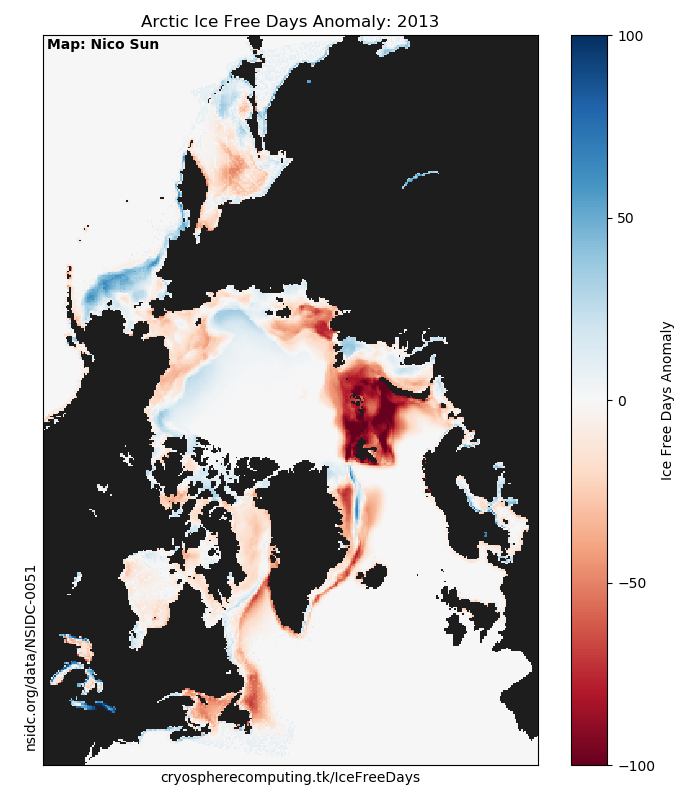 Arctic Ice Free Days Anomaly: 2013
Map: Nico Sun
100
50
0
−50
−100
Ice Free Days Anomaly
nsidc.org/data/NSIDC-0051
cryospherecomputing.tk/IceFreeDays